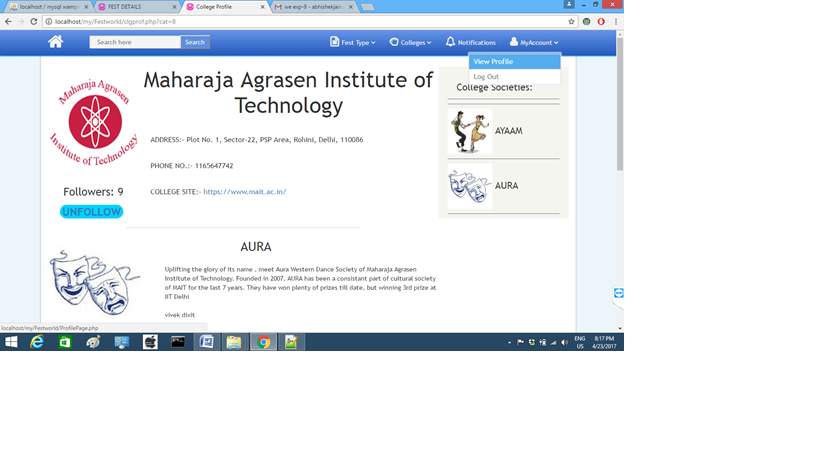 localhost / mysql wamp
FEST DETAILS
College Profile
we exp-9 - abhishekjain
localhost/my/Festworld/clgprof.php?cat=8
Search here
Search
Fest Type
Colleges
Notifications
MyAccount
View Profile
Log Out
Maharaja Agrasen
Institute of Technology
Maharaja Agrasen Institute of
Technology
ADDRESS:- Plot No. 1, Sector-22, PSP Area, Rohini, Delhi, 110086
PHONE NO.:- 1165647742
COLLEGE SITE:- https://www.mait.ac.in/
Followers: 9
UNFOLLOW
College Societies:
AYAAM
AURA
AURA
Uplifting the glory of its name , meet Aura Western Dance Society of Maharaja Agrasen
Institute of Technology. Founded in 2007, AURA has been a consistant part of cultural society
of MAIT for the last 7 years. They have won plenty of prizes till date, but winning 3rd prize at
IIT Delhi
vivek dixit
localhost/my/Festworld/ProfilePage.php
ENG
US
8:17 PM
4/23/2017